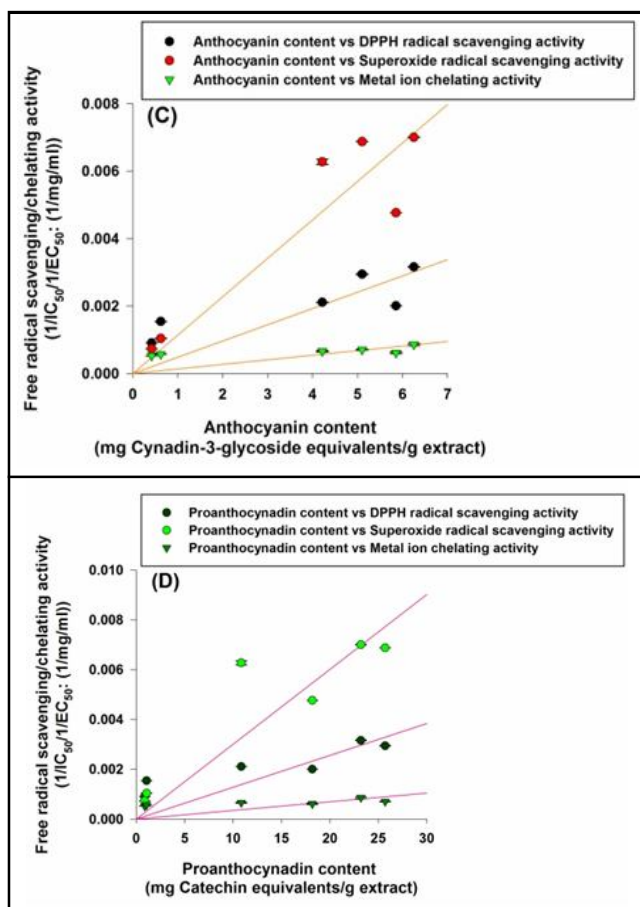 Anthocyanin content vs DPPH radical scavenging activity
Anthocyanin content vs Superoxide radical scavenging activity
Anthocyanin content vs Metal ion chelating activity
(C)
Free radical scavenging/chelating activity
(1/IC50/1/EC50: (1/mg/ml))
0.008
0.006
0.004
0.002
0.000
0 1 2 3 4 5 6 7
Anthocyanin content
(mg Cynadin-3-glycoside equivalents/g extract)
Proanthocynadin content vs DPPH radical scavenging activity
Proanthocynadin content vs Superoxide radical scavenging activity
Proanthocynadin content vs Metal ion chelating activity
(D)
Free radical scavenging/chelating activity
(1/IC50/1/EC50: (1/mg/ml))
0.010
0.008
0.006
0.004
0.002
0.000
0 5 10 15 20 25 30
Proanthocynadin content
(mg Catechin equivalents/g extract)